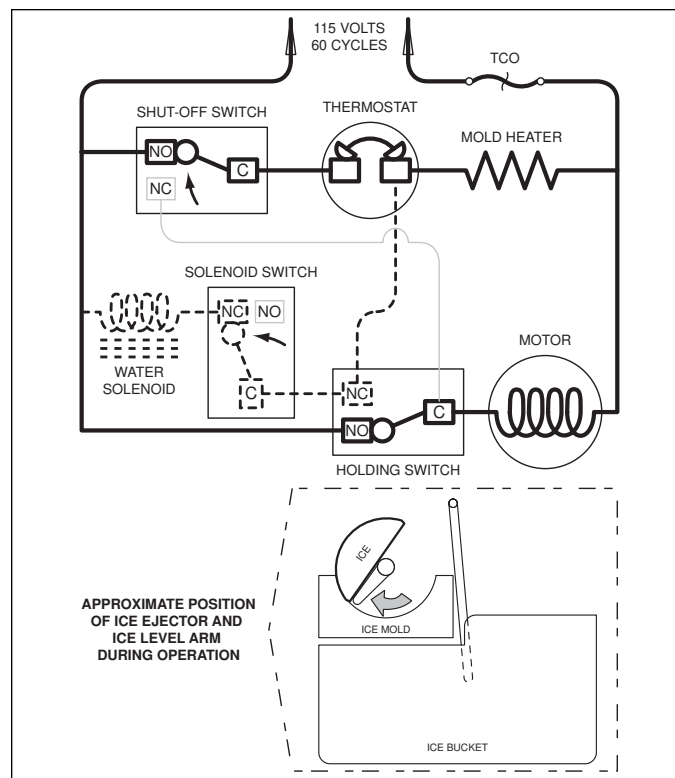 115 VOLTS
60 CYCLES
TCO
SHUT-OFF SWITCH
THERMOSTAT
MOLD HEATER
NO
C
NC
SOLENOID SWITCH
NC
NO
MOTOR
WATER
SOLENOID
C
NC
C
NO
HOLDING SWITCH
ICE
APPROXIMATE POSITION
OF ICE EJECTOR AND
ICE LEVEL ARM
DURING OPERATION
ICE MOLD
ICE BUCKET